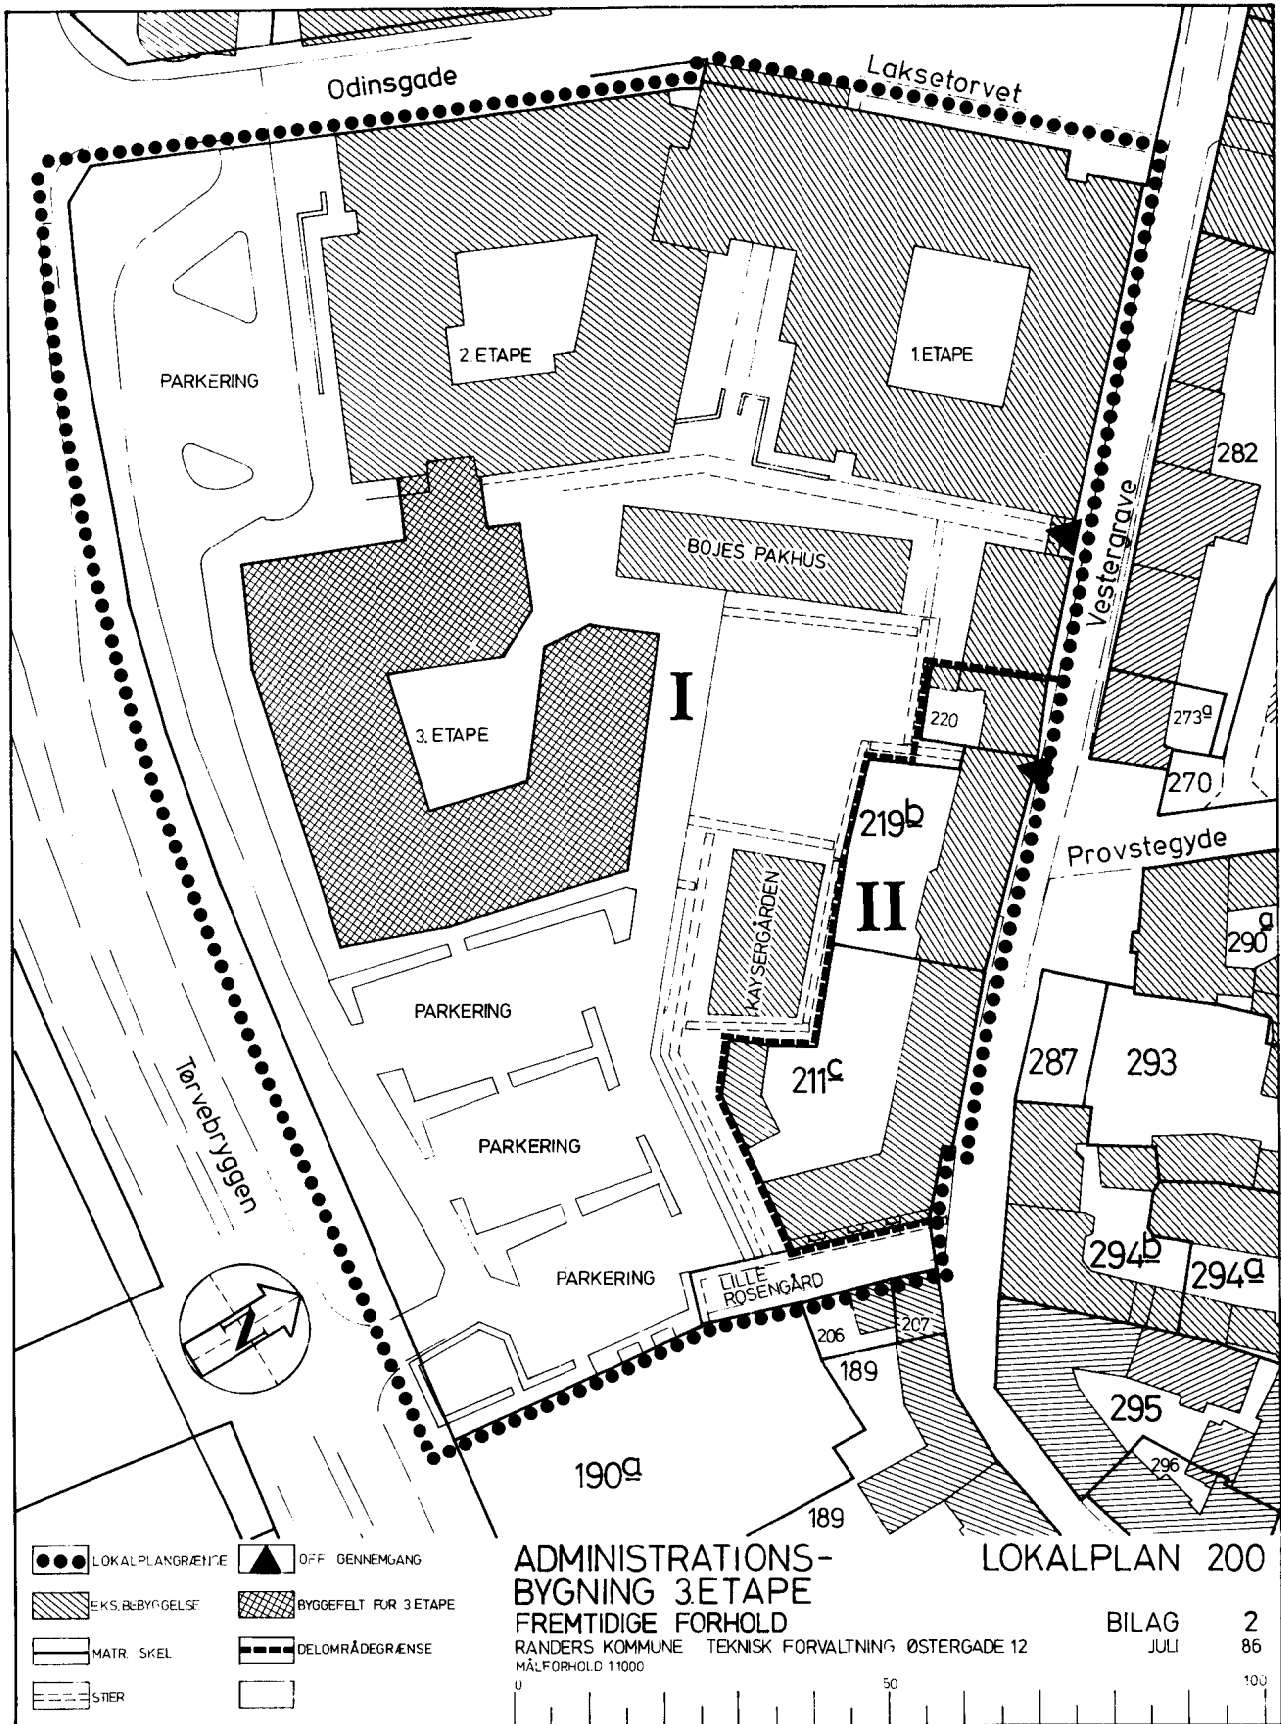 Odinsgade
Laksetorvet
2. ETAPE
1. ETAPE
PARKERING
282
BOJES PAKHUS
Vestergrave
I
220
273a
3. ETAPE
270
219b
Provstegyde
II
KAYSERGÅRDEN
290a
PARKERING
287
293
211c
Tørvebryggen
PARKERING
294b
294a
PARKERING
LILLE
ROSENGÅRD
N
206
207
189
295
296
190a
189
LOKALPLANGRÆNSE
OFF GENNEMGANG
EKS. BEBYGGELSE
BYGGEFELT FOR 3 ETAPE
MATR. SKEL
DELOMRÅDEGRÆNSE
STIER
ADMINISTRATIONS-
BYGNING 3. ETAPE
FREMTIDIGE FORHOLD
RANDERS KOMMUNE TEKNISK FORVALTNING ØSTERGADE 12
MÅLFORHOLD 1:1000
LOKALPLAN 200
BILAG 2
JULI 86
0 50 100